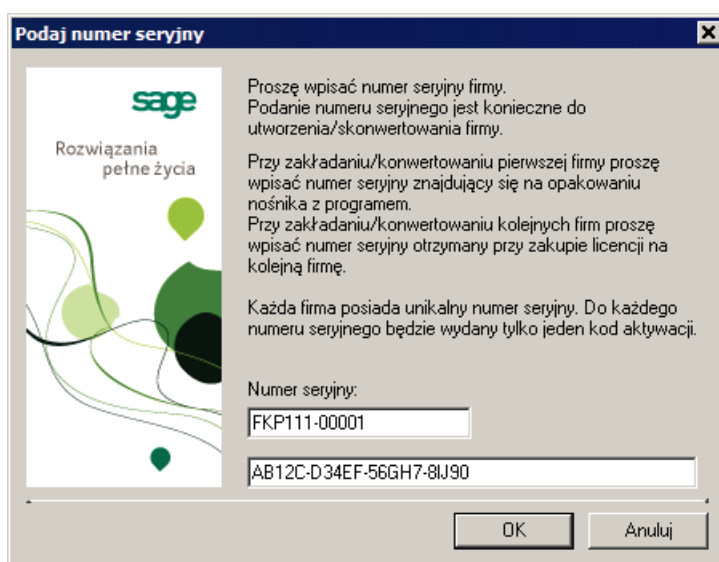 Podaj numer seryjny
sage
Rozwiązania
pełne życia
Proszę wpisać numer seryjny firmy.
Podanie numeru seryjnego jest konieczne do
utworzenia/skonwertowania firmy.
Przy zakładaniu/konwertowaniu pierwszej firmy proszę
wpisać numer seryjny znajdujący się na opakowaniu
nośnika z programem.
Przy zakładaniu/konwertowaniu kolejnych firm proszę
wpisać numer seryjny otrzymany przy zakupie licencji na
kolejną firmę.
Każda firma posiada unikalny numer seryjny. Do każdego
numeru seryjnego będzie wydany tylko jeden kod aktywacji.
Numer seryjny:
FKP111-00001
AB12C-D34EF-56GH7-8IJ90
OK
Anuluj